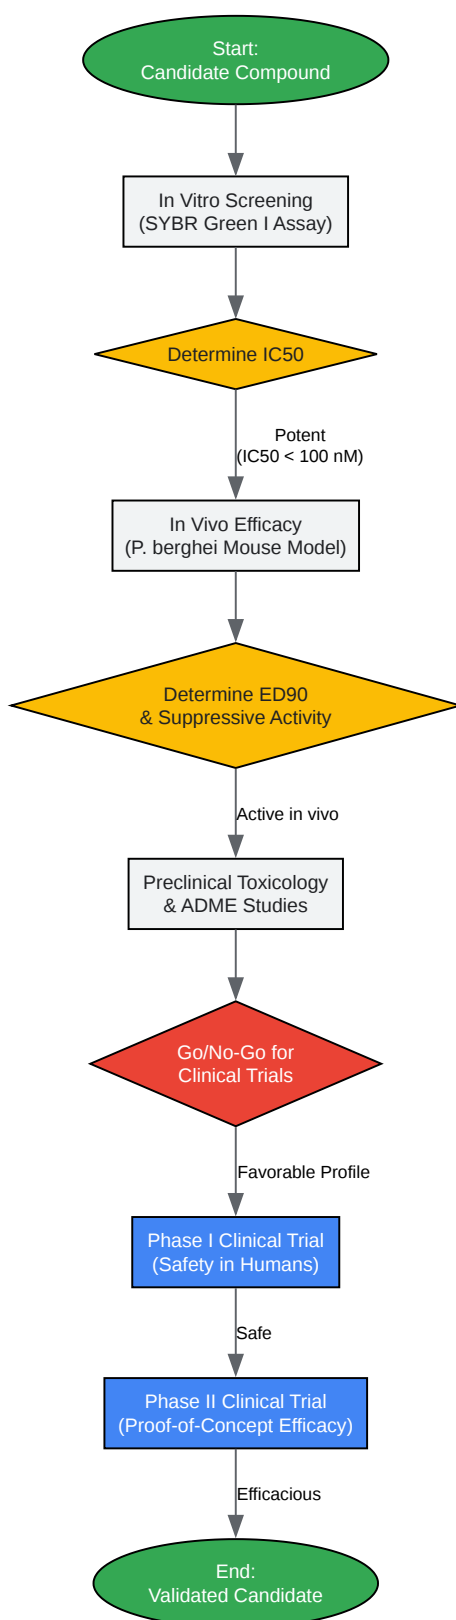 Start:
Candidate Compound
In Vitro Screening
(SYBR Green I Assay)
Determine IC50
Potent
(IC50 < 100 nM)
In Vivo Efficacy
(P. berghei Mouse Model)
Determine ED90
& Suppressive Activity
Active in vivo
Preclinical Toxicology
& ADME Studies
Go/No-Go for
Clinical Trials
Favorable Profile
Phase I Clinical Trial
(Safety in Humans)
Safe
Phase II Clinical Trial
(Proof-of-Concept Efficacy)
Efficacious
End:
Validated Candidate